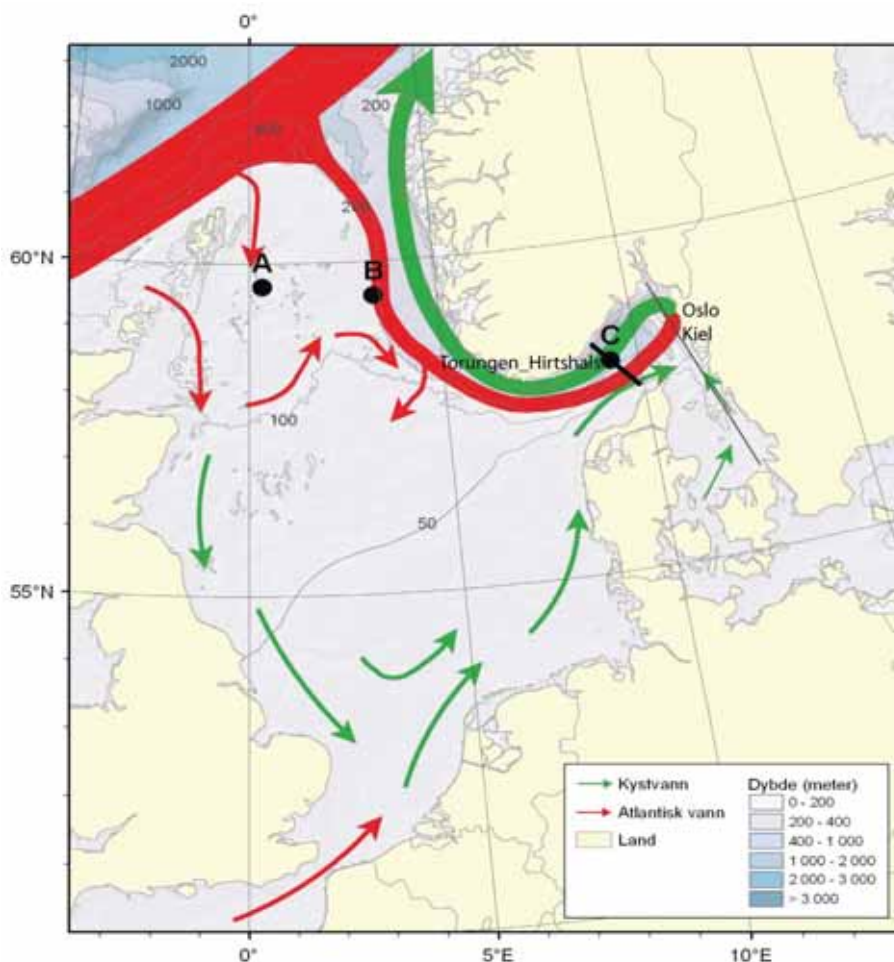 0°
2000
1000
200
400
200
60°N
A
B
C
Oslo
Kiel
Torungen_Hirtshals
100
50
55°N
Kystvann
Atlantisk vann
Land
Dybde (meter)
0 - 200
200 - 400
400 - 1 000
1 000 - 2 000
2 000 - 3 000
> 3 000
0°
5°E
10°E